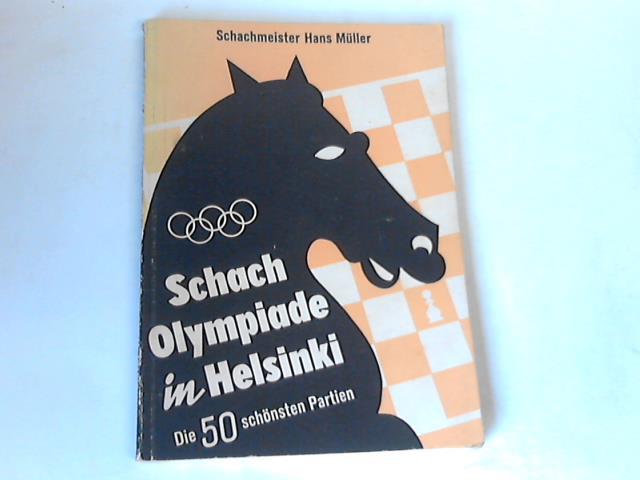 Schachmeister Hans Müller
Schach
Olympiade
in Helsinki
Die 50 schönsten Partien